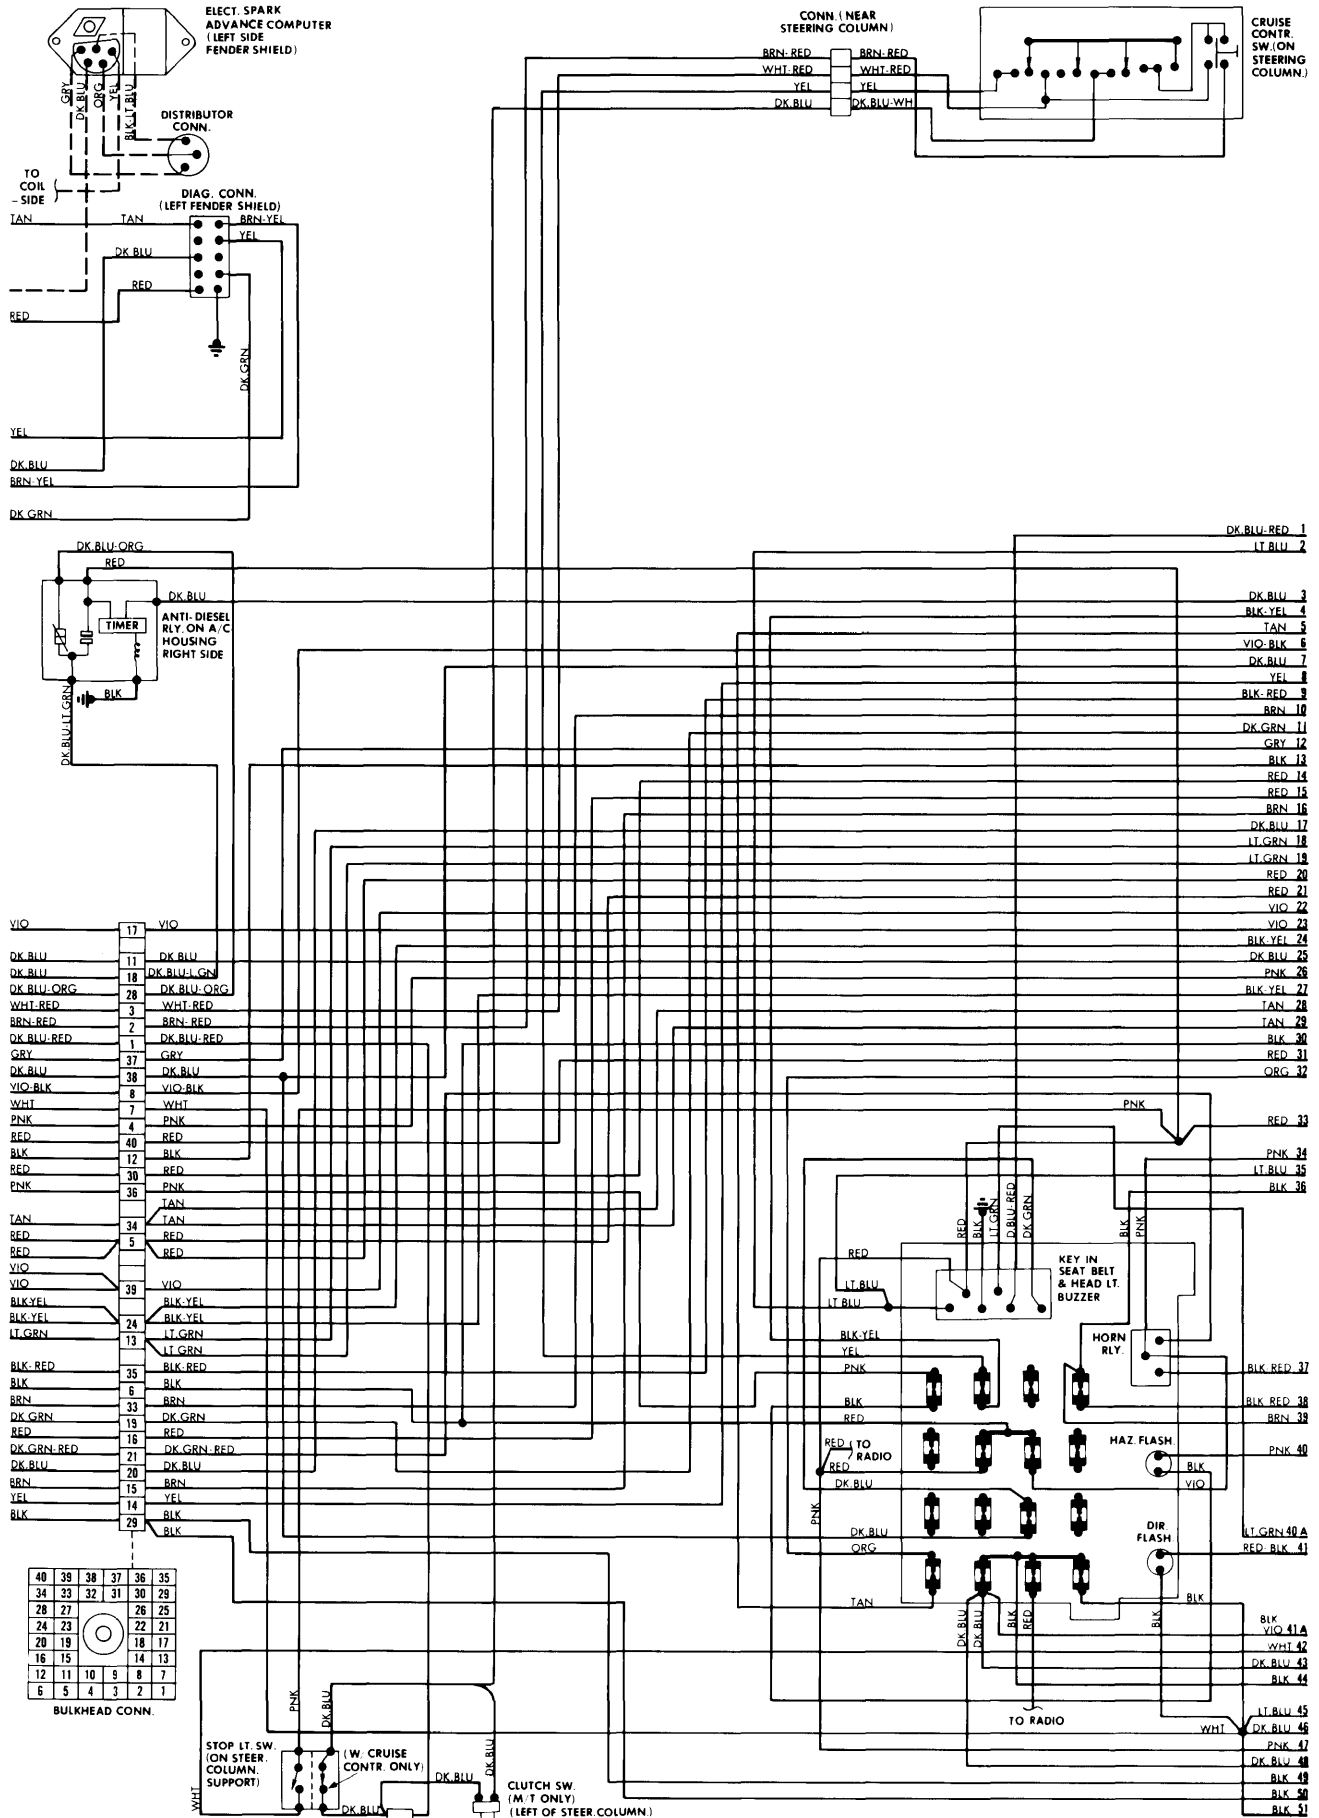 ELECT. SPARK
ADVANCE COMPUTER
(LEFT SIDE
FENDER SHIELD)
GRY
DK BLU
ORG
YEL
BLK-LT BLU
DISTRIBUTOR
CONN.
TO
COIL
- SIDE
DIAG. CONN.
(LEFT FENDER SHIELD)
TAN
TAN
BRN-YEL
YEL
DK BLU
RED
RED
DK GRN
YEL
DK.BLU
BRN-YEL
DK GRN
CONN. (NEAR
STEERING COLUMN)
BRN-RED
BRN-RED
WHT-RED
WHT-RED
YEL
YEL
DK.BLU
DK.BLU-WH
CRUISE
CONTR.
SW.(ON
STEERING
COLUMN.)
DK.BLU-ORG
RED
DK.BLU
TIMER
ANTI-DIESEL
RLY. ON A/C
HOUSING
RIGHT SIDE
BLK
DK.BLU-LT.GRN
DK.BLU-RED 1
LT BLU 2
DK.BLU 3
BLK-YEL 4
TAN 5
VIO-BLK 6
DK.BLU 7
YEL 8
BLK-RED 9
BRN 10
DK.GRN 11
GRY 12
BLK 13
RED 14
RED 15
BRN 16
DK.BLU 17
LT.GRN 18
LT.GRN 19
RED 20
RED 21
VIO 22
VIO 23
BLK-YEL 24
DK BLU 25
PNK 26
BLK-YEL 27
TAN 28
TAN 29
BLK 30
RED 31
ORG 32
PNK
RED 33
PNK 34
LT.BLU 35
BLK 36
VIO 17 VIO
DK.BLU 11 DK BLU
DK.BLU 18 DK.BLU-L.GN
DK BLU-ORG 28 DK.BLU-ORG
WHT-RED 3 WHT-RED
BRN-RED 2 BRN-RED
DK BLU-RED 1 DK.BLU-RED
GRY 37 GRY
DK.BLU 38 DK.BLU
VIO-BLK 8 VIO-BLK
WHT 7 WHT
PNK 4 PNK
RED 40 RED
BLK 12 BLK
RED 30 RED
PNK 36 PNK
TAN
TAN 34 TAN
RED 5 RED
RED RED
VIO
VIO 39 VIO
BLK-YEL BLK-YEL
BLK-YEL 24 BLK-YEL
LT.GRN 13 LT.GRN
LT GRN
BLK-RED 35 BLK-RED
BLK 6 BLK
BRN 33 BRN
DK GRN 19 DK.GRN
RED 16 RED
DK.GRN-RED 21 DK.GRN-RED
DK.BLU 20 DK.BLU
BRN 15 BRN
YEL 14 YEL
BLK 29 BLK
BLK
RED
BLK
LT.GRN
D.BLU-RED
DK GRN
BLK
PNK
RED
LT.BLU
LT BLU
KEY IN
SEAT BELT
& HEAD LT.
BUZZER
BLK-YEL
YEL
PNK
BLK
RED
HORN
RLY.
BLK RED 37
BLK RED 38
BRN 39
RED
TO
RADIO
RED
DK.BLU
PNK
HAZ.FLASH.
PNK 40
BLK
VIO
DK.BLU
ORG
DIR.
FLASH.
LT.GRN 40 A
RED-BLK 41
TAN
BLK
DK BLU
DK.BLU
BLK
RED
BLK
BLK
VIO 41 A
WHT 42
DK.BLU 43
BLK 44
LT.BLU 45
WHT
DK.BLU 46
PNK 47
DK.BLU 48
BLK 49
BLK 50
BLK 51
TO RADIO
40 39 38 37 36 35
34 33 32 31 30 29
28 27 26 25
24 23 22 21
20 19 18 17
16 15 14 13
12 11 10 9 8 7
6 5 4 3 2 1
BULKHEAD CONN.
PNK
DK.BLU
WHT
STOP LT. SW.
(ON STEER.
COLUMN.
SUPPORT)
(W/ CRUISE
CONTR. ONLY)
DK.BLU
DK.BLU
DK.BLU
CLUTCH SW.
(M/T ONLY)
(LEFT OF STEER.COLUMN.)